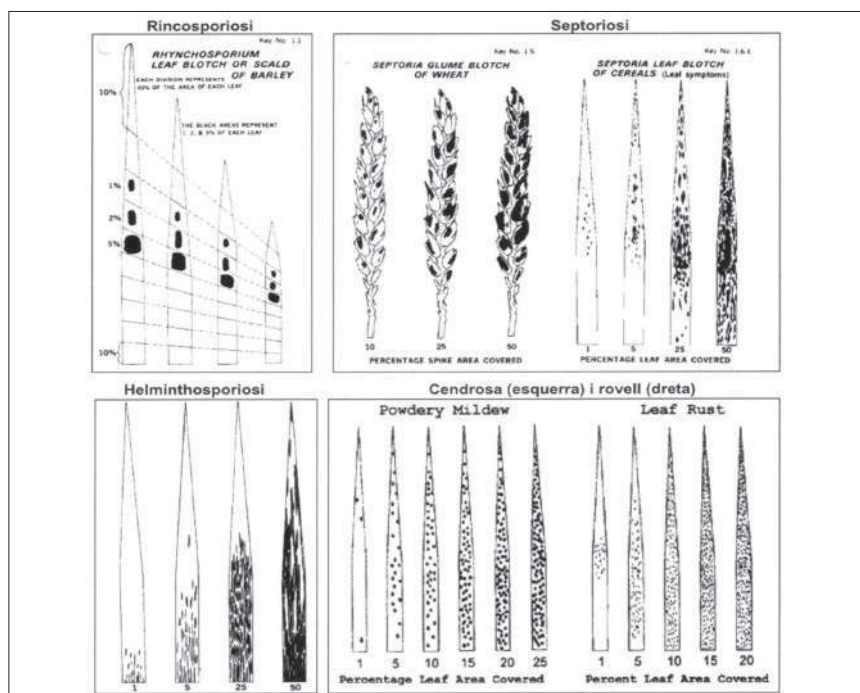 Rincosporiosi
Key No. 1.1
RHYNCHOSPORIUM
LEAF BLOTCH OR SCALD
OF BARLEY
EACH DIVISION REPRESENTS
10% OF THE AREA OF EACH LEAF
10%
THE BLACK AREAS REPRESENT
1, 2, & 5% OF EACH LEAF
1%
2%
5%
10%
Septoriosi
Key No. 1.5
SEPTORIA GLUME BLOTCH
OF WHEAT
10 25 50
PERCENTAGE SPIKE AREA COVERED
Key No. 1.6.1
SEPTORIA LEAF BLOTCH
OF CEREALS (Leaf symptoms)
1 5 25 50
PERCENTAGE LEAF AREA COVERED
Helminthosporiosi
1 5 25 50
Cendrosa (esquerra) i rovell (dreta)
Powdery Mildew
1 5 10 15 20 25
Percentage Leaf Area Covered
Leaf Rust
1 5 10 15 20
Percent Leaf Area Covered